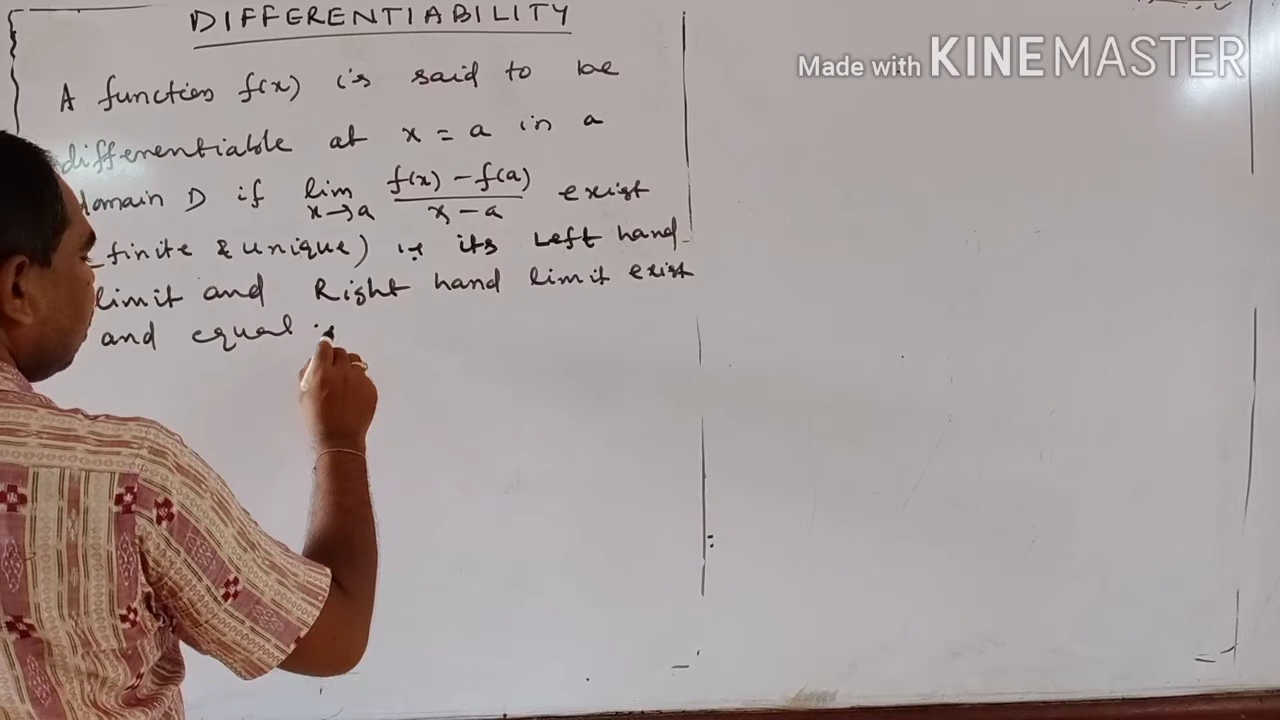 DIFFERENTIABILITY
A function f(x) is said to be
differentiable at x = a in a
domain D if lim x→a f(x) - f(a) / x - a exist
(finite & unique) i.e its Left hand
limit and Right hand limit exist
and equal
Made with KINEMASTER